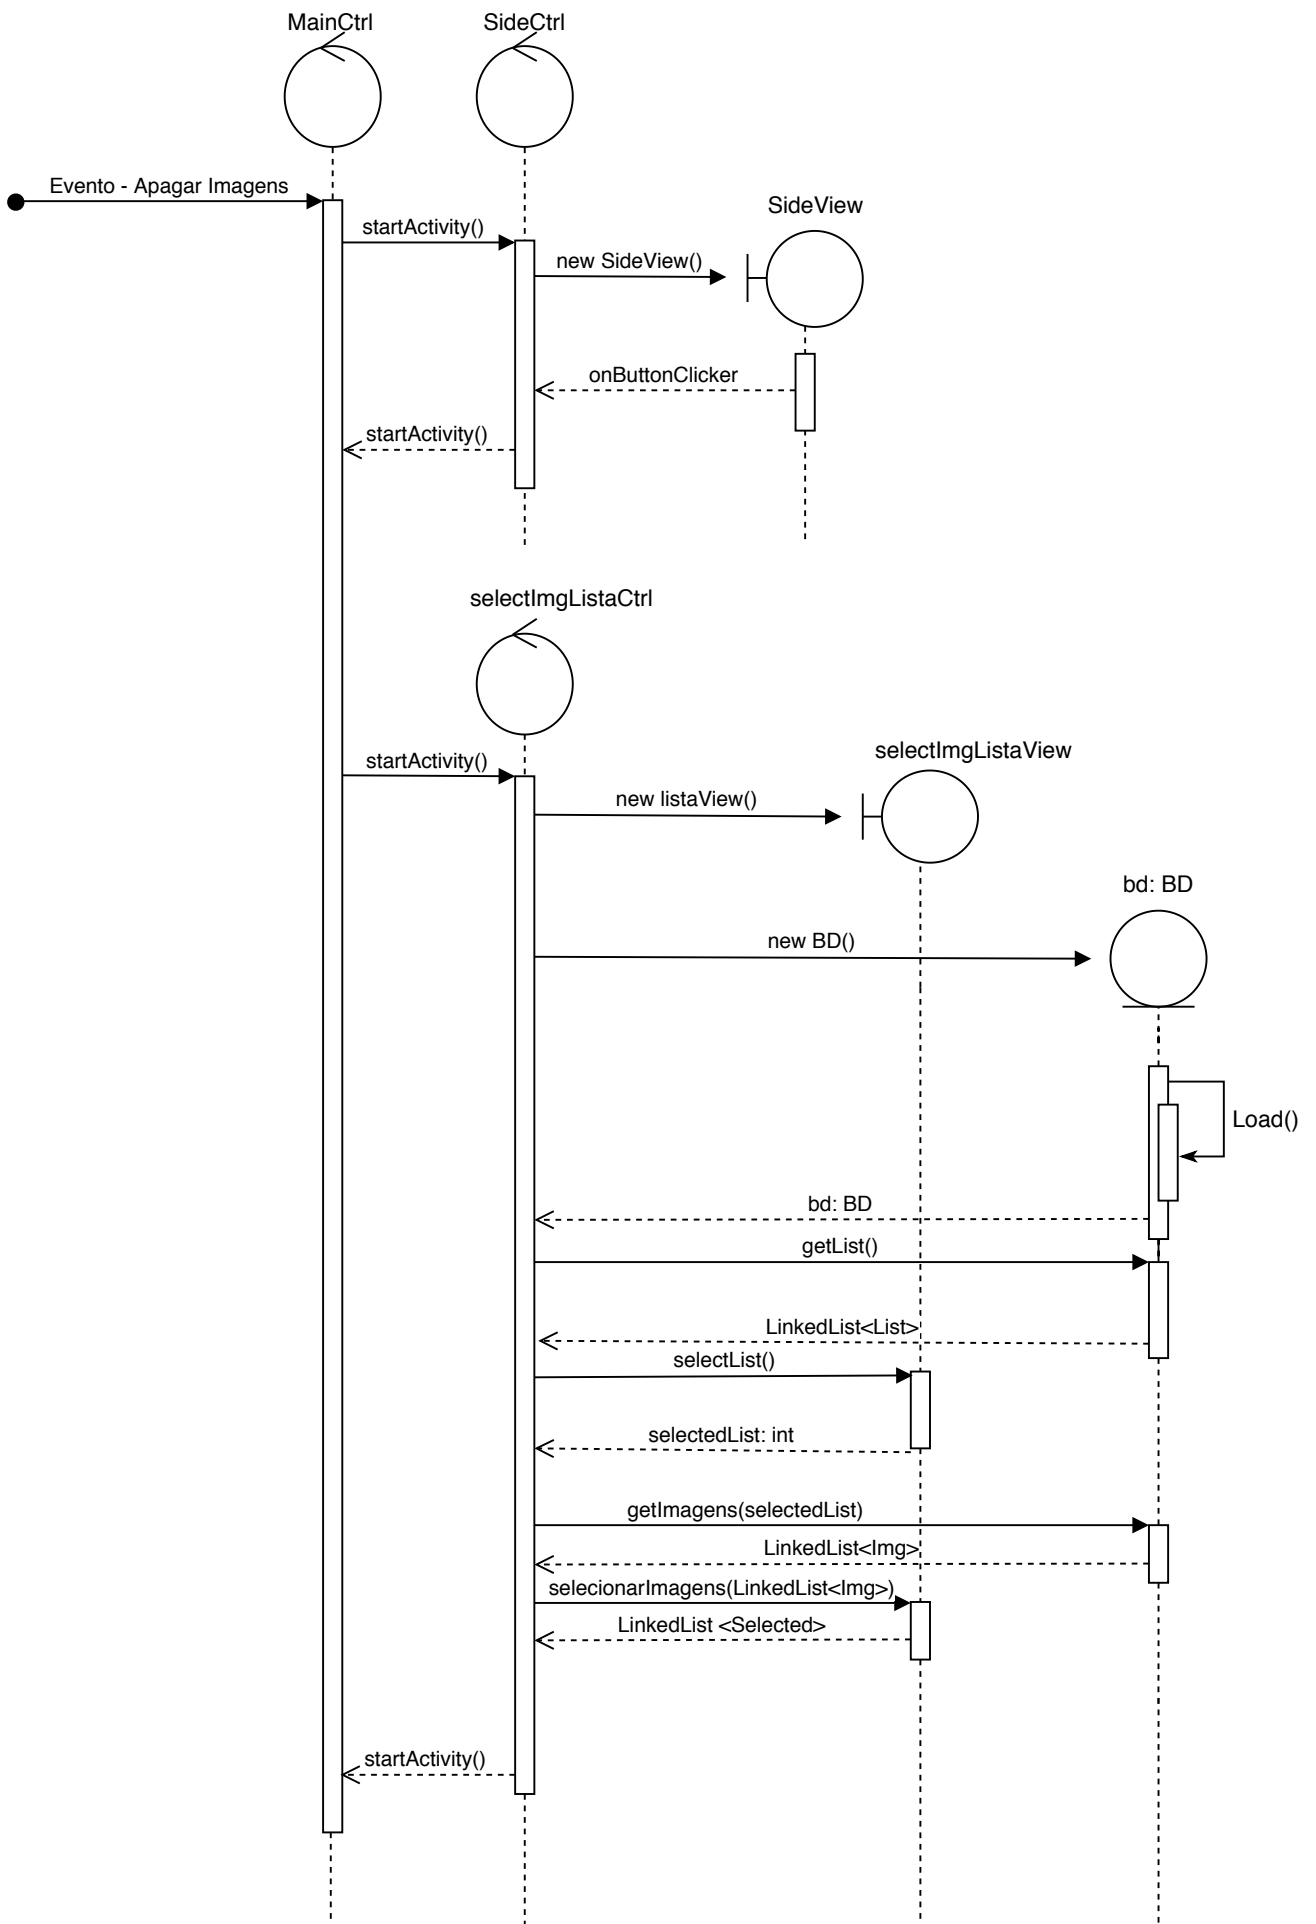 MainCtrl
SideCtrl
Evento - Apagar Imagens
SideView
startActivity()
new SideView()
onButtonClicker
startActivity()
selectImgListaCtrl
selectImgListaView
startActivity()
new listaView()
bd: BD
new BD()
Load()
bd: BD
getList()
LinkedList<List>
selectList()
selectedList: int
getImagens(selectedList)
LinkedList<Img>
selecionarImagens(LinkedList<Img>)
LinkedList <Selected>
startActivity()